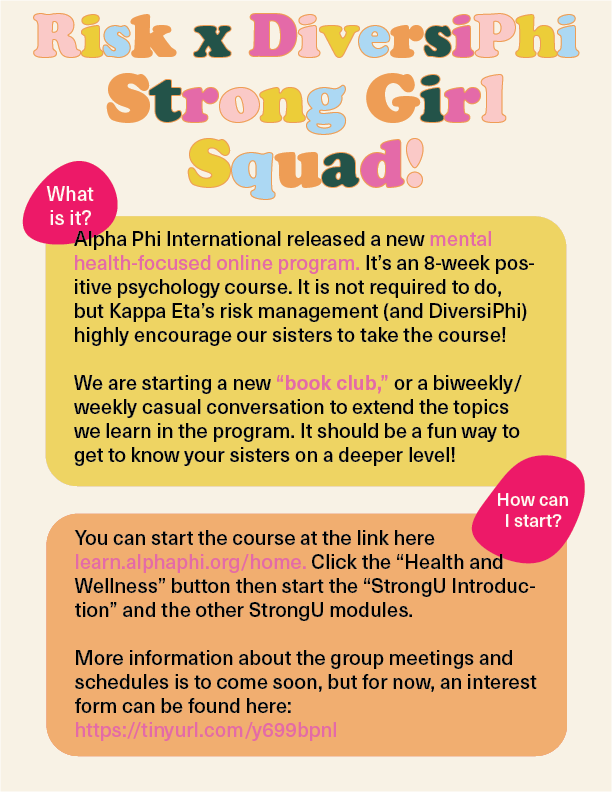 Risk x DiversiPhi
Strong Girl
Squad!
What
is it?
Alpha Phi International released a new mental
health-focused online program. It's an 8-week pos-
itive psychology course. It is not required to do,
but Kappa Eta's risk management (and DiversiPhi)
highly encourage our sisters to take the course!
We are starting a new “book club,” or a biweekly/
weekly casual conversation to extend the topics
we learn in the program. It should be a fun way to
get to know your sisters on a deeper level!
How can
I start?
You can start the course at the link here
learn.alphaphi.org/home. Click the “Health and
Wellness” button then start the “StrongU Introduc-
tion” and the other StrongU modules.
More information about the group meetings and
schedules is to come soon, but for now, an interest
form can be found here:
https://tinyurl.com/y699bpnl